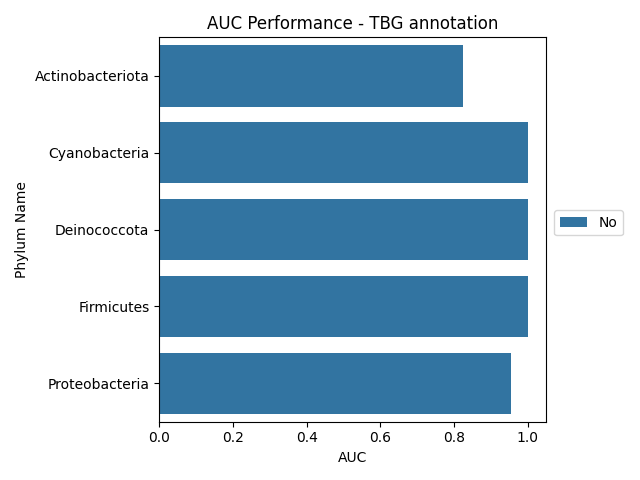 AUC Performance - TBG annotation
Phylum Name
Actinobacteriota
Cyanobacteria
Deinococcota
Firmicutes
Proteobacteria
No
0.0 0.2 0.4 0.6 0.8 1.0
AUC